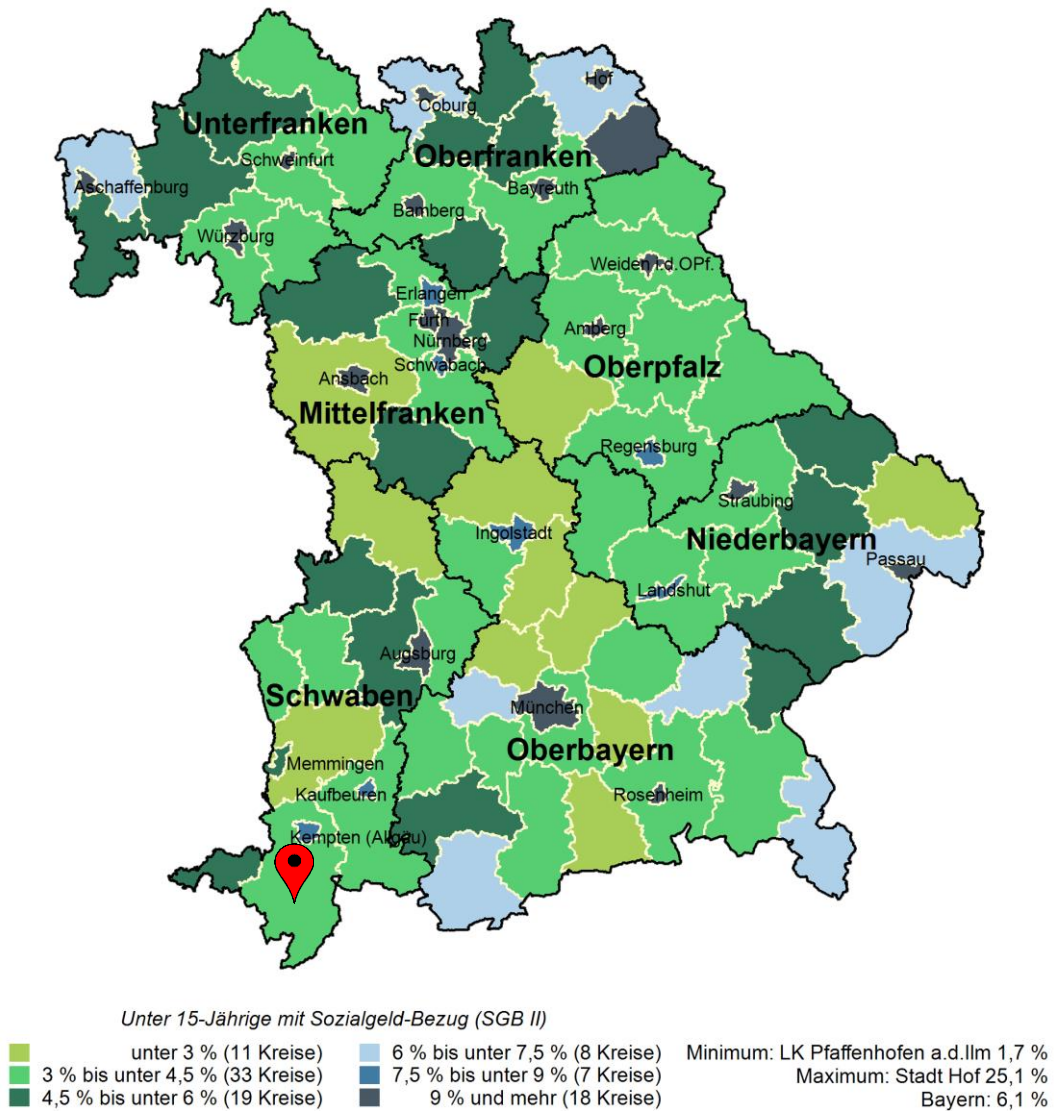 Hof
Coburg
Unterfranken
Oberfranken
Schweinfurt
Aschaffenburg
Bayreuth
Bamberg
Würzburg
Weiden i.d.OPf.
Erlangen
Fürth
Amberg
Nürnberg
Schwabach
Oberpfalz
Ansbach
Mittelfranken
Regensburg
Straubing
Ingolstadt
Niederbayern
Passau
Landshut
Augsburg
Schwaben
München
Oberbayern
Memmingen
Kaufbeuren
Rosenheim
Kempten (Allgäu)
Unter 15-Jährige mit Sozialgeld-Bezug (SGB II)
unter 3 % (11 Kreise)
3 % bis unter 4,5 % (33 Kreise)
4,5 % bis unter 6 % (19 Kreise)
6 % bis unter 7,5 % (8 Kreise)
7,5 % bis unter 9 % (7 Kreise)
9 % und mehr (18 Kreise)
Minimum: LK Pfaffenhofen a.d.Ilm 1,7 %
Maximum: Stadt Hof 25,1 %
Bayern: 6,1 %